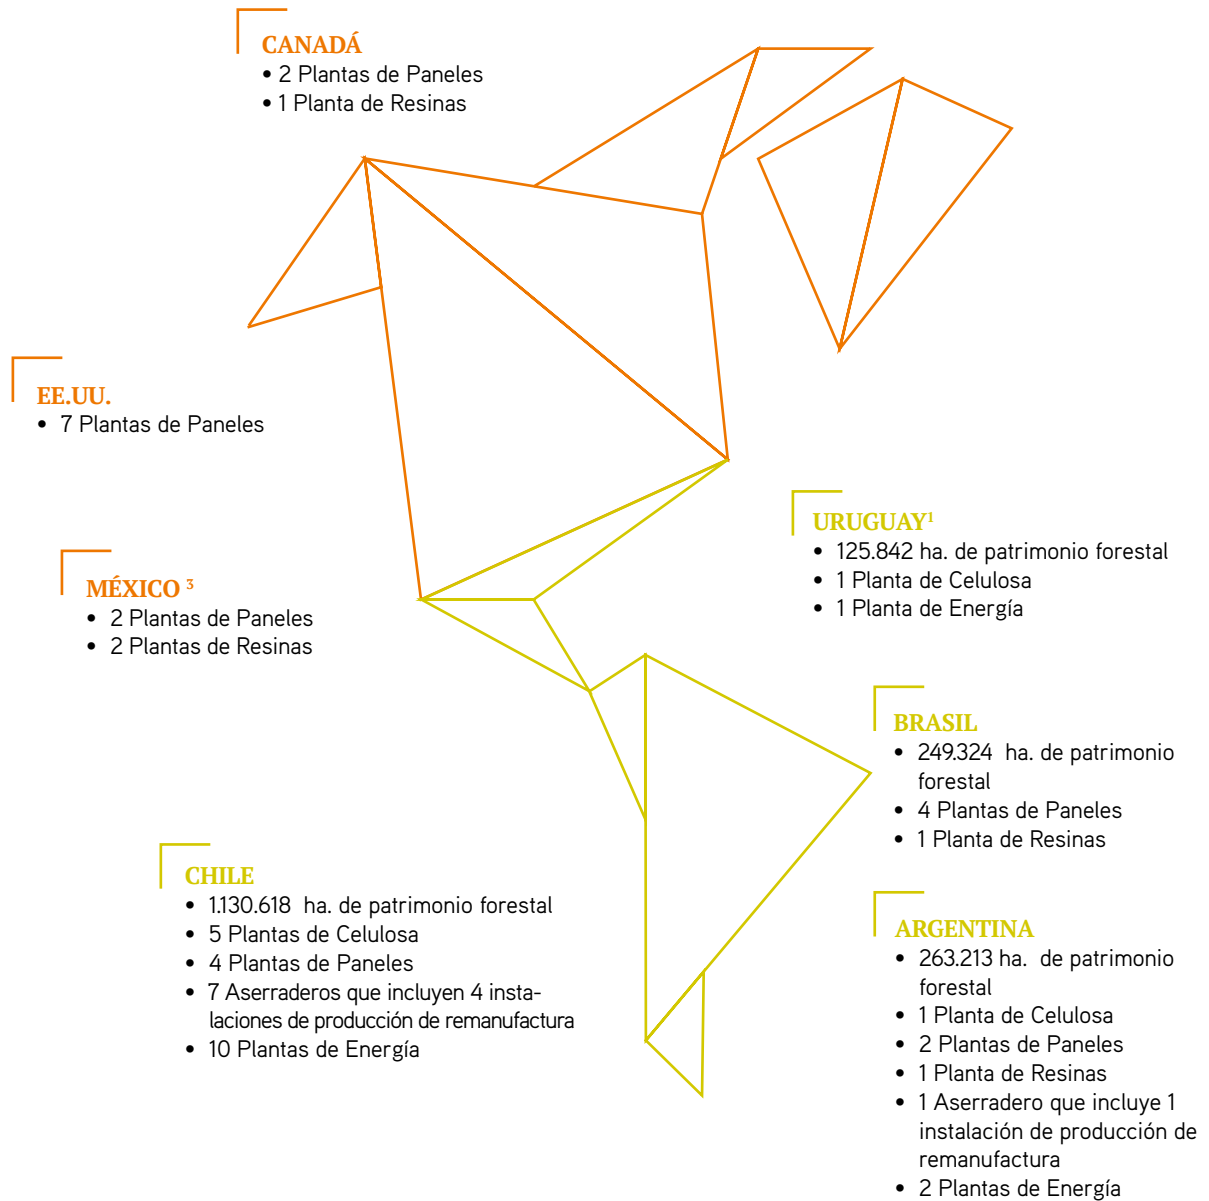 CANADÁ
• 2 Plantas de Paneles
• 1 Planta de Resinas
EE.UU.
• 7 Plantas de Paneles
MÉXICO ³
• 2 Plantas de Paneles
• 2 Plantas de Resinas
URUGUAY¹
• 125.842 ha. de patrimonio forestal
• 1 Planta de Celulosa
• 1 Planta de Energía
BRASIL
• 249.324 ha. de patrimonio
forestal
• 4 Plantas de Paneles
• 1 Planta de Resinas
CHILE
• 1.130.618 ha. de patrimonio forestal
• 5 Plantas de Celulosa
• 4 Plantas de Paneles
• 7 Aserraderos que incluyen 4 insta-
laciones de producción de remanufactura
• 10 Plantas de Energía
ARGENTINA
• 263.213 ha. de patrimonio
forestal
• 1 Planta de Celulosa
• 2 Plantas de Paneles
• 1 Planta de Resinas
• 1 Aserradero que incluye 1
instalación de producción de
remanufactura
• 2 Plantas de Energía